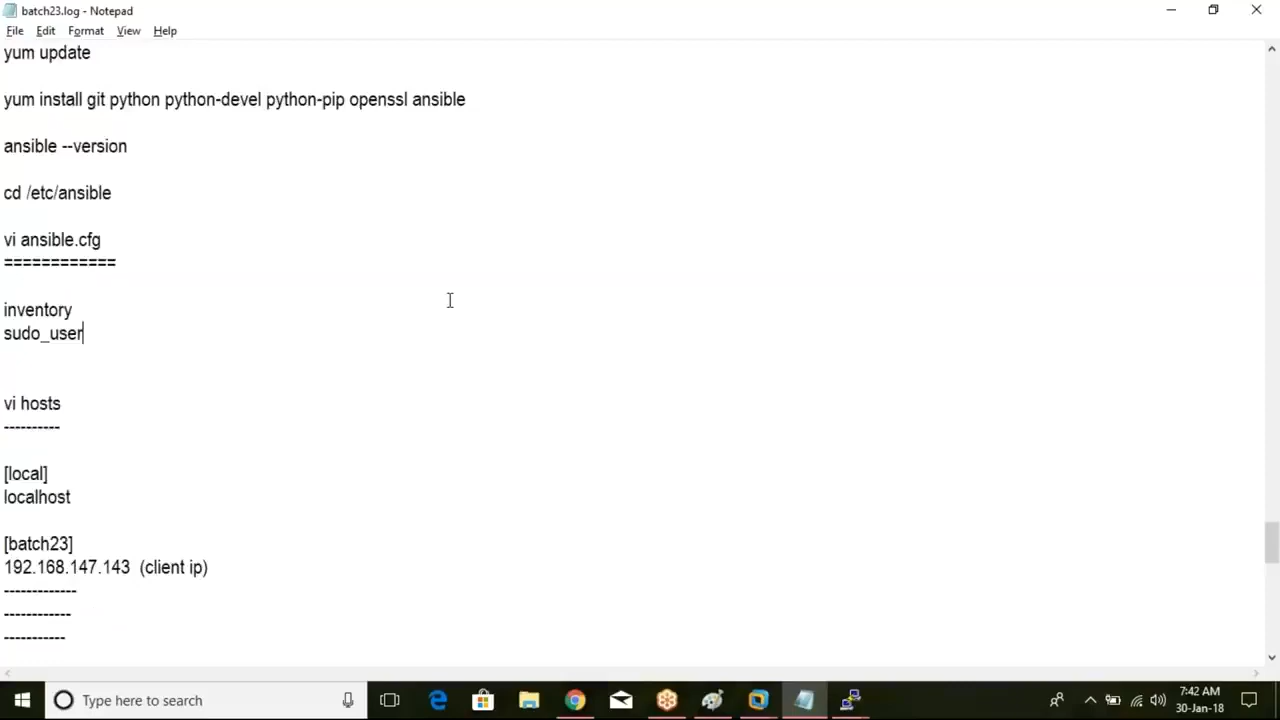 batch23.log - Notepad
File Edit Format View Help
yum update
yum install git python python-devel python-pip openssl ansible
ansible --version
cd /etc/ansible
vi ansible.cfg
============
inventory
sudo_user
vi hosts
----------
[local]
localhost
[batch23]
192.168.147.143 (client ip)
-------------
------------
-----------
Type here to search
7:42 AM
30-Jan-18